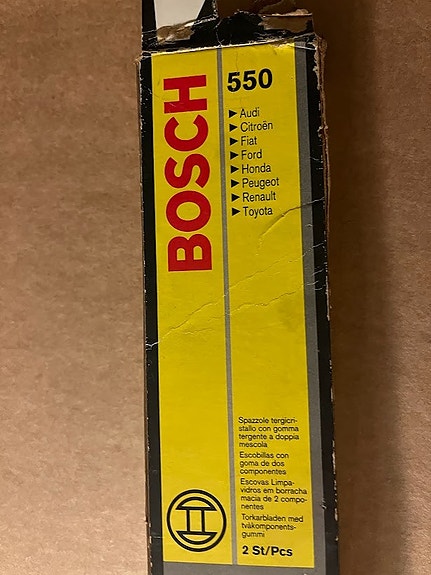 BOSCH
550
► Audi
► Citroën
► Fiat
► Ford
► Honda
► Peugeot
► Renault
► Toyota
Spazzole tergicri-
stallo con gomma
tergente a doppia
mescola
Escobillas con
goma de dos
componentes
Escovas Limpa-
vidros em borracha
macia de 2 compo-
nentes
Torkarbladen med
tvåkomponents-
gummi
2 St/Pcs